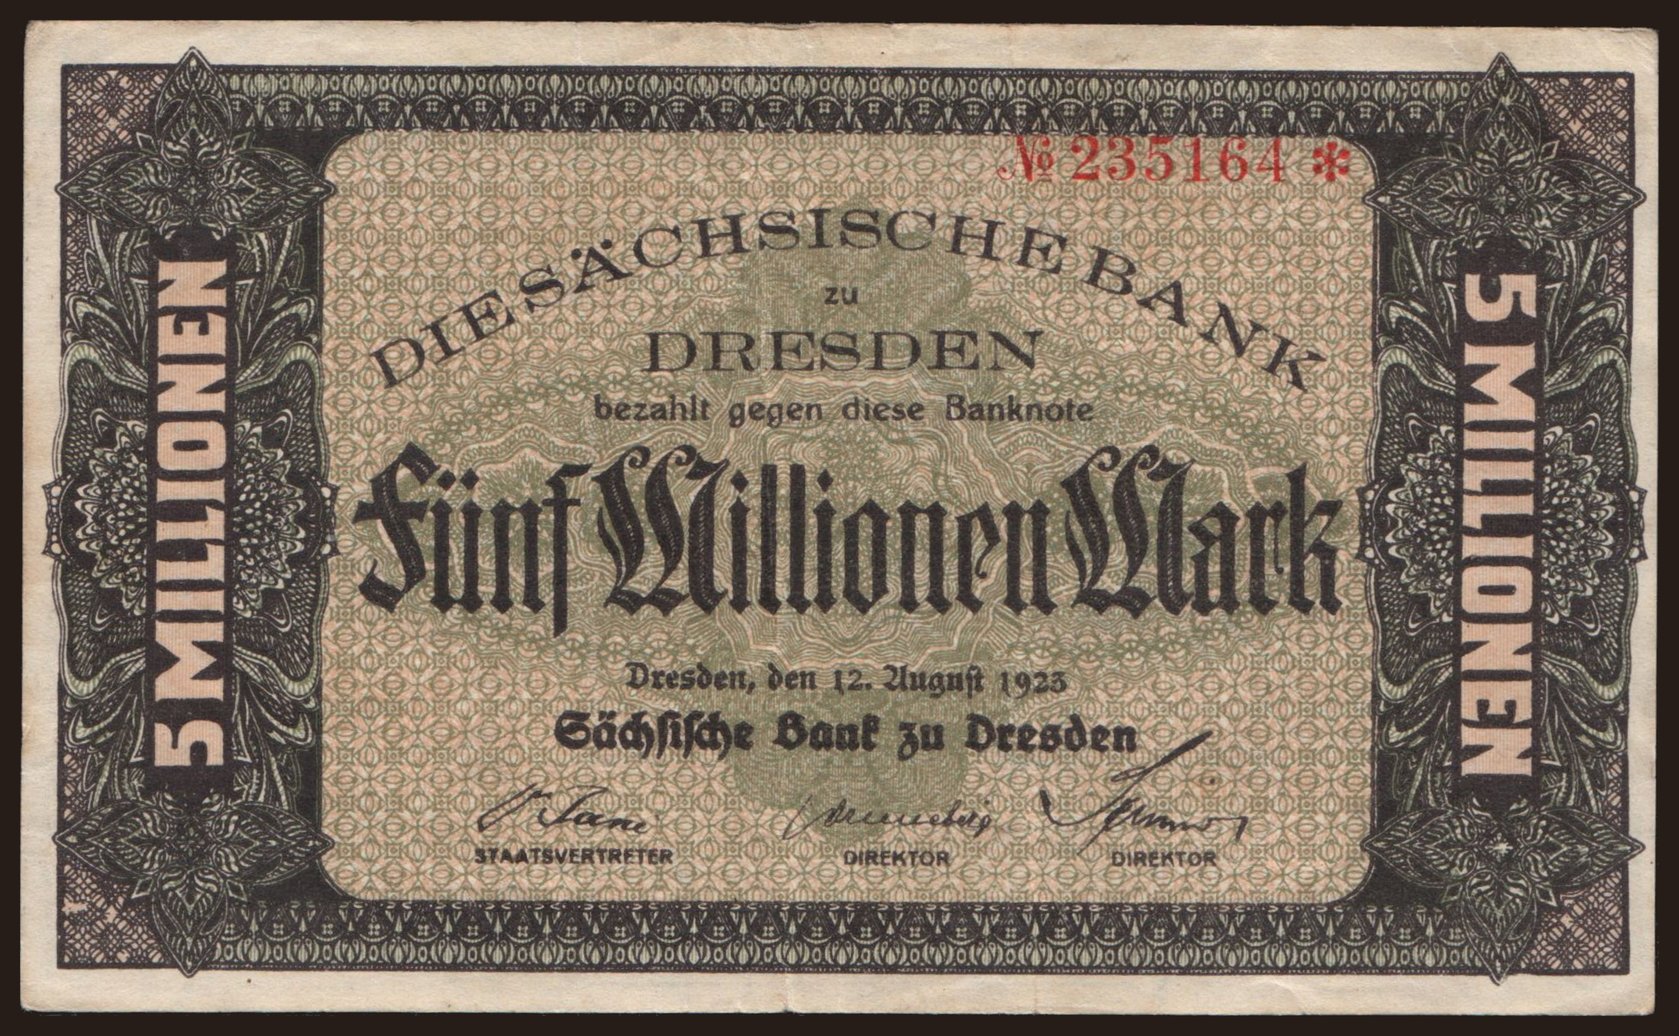 № 235164 *
DIE SÄCHSISCHE BANK
zu
DRESDEN
bezahlt gegen diese Banknote
Fünf Millionen Mark
Dresden, den 12. August 1923
Sächsische Bank zu Dresden
STAATSVERTRETER DIREKTOR DIREKTOR
5 MILLIONEN
5 MILLIONEN